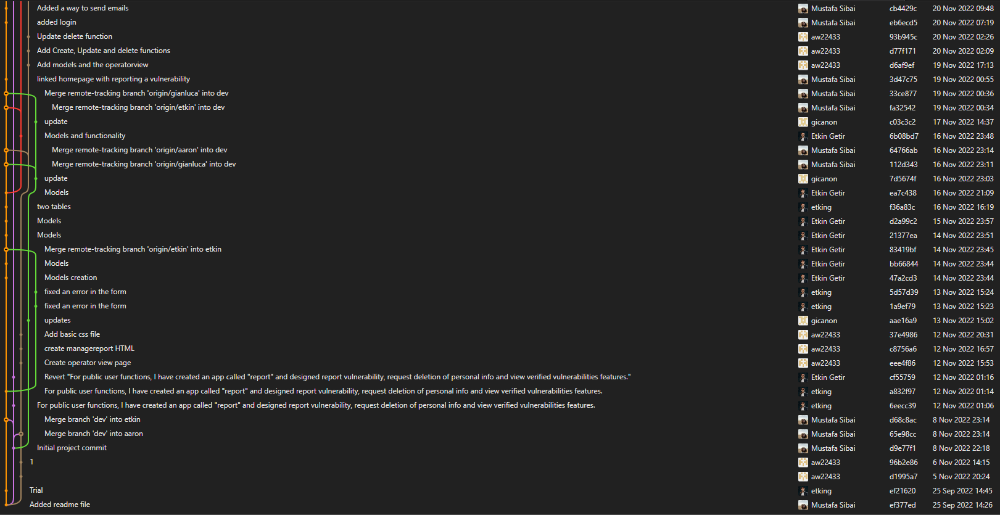 Added a way to send emails Mustafa Sibai cb4429c 20 Nov 2022 09:48
added login Mustafa Sibai eb6ecd5 20 Nov 2022 07:19
Update delete function aw22433 93b945c 20 Nov 2022 02:26
Add Create, Update and delete functions aw22433 d77f171 20 Nov 2022 02:09
Add models and the operatorview aw22433 d6af9ef 19 Nov 2022 17:13
linked homepage with reporting a vulnerability Mustafa Sibai 3d47c75 19 Nov 2022 00:55
Merge remote-tracking branch 'origin/gianluca' into dev Mustafa Sibai 33ce877 19 Nov 2022 00:36
Merge remote-tracking branch 'origin/etkin' into dev Mustafa Sibai fa32542 19 Nov 2022 00:34
update gicanon c03c3c2 17 Nov 2022 14:37
Models and functionality Etkin Getir 6b08bd7 16 Nov 2022 23:48
Merge remote-tracking branch 'origin/aaron' into dev Mustafa Sibai 64766ab 16 Nov 2022 23:14
Merge remote-tracking branch 'origin/gianluca' into dev Mustafa Sibai 112d343 16 Nov 2022 23:11
update gicanon 7d5674f 16 Nov 2022 23:03
Models Etkin Getir ea7c438 16 Nov 2022 21:09
two tables etking f36a83c 16 Nov 2022 16:19
Models Etkin Getir d2a99c2 15 Nov 2022 23:57
Models Etkin Getir 21377ea 14 Nov 2022 23:51
Merge remote-tracking branch 'origin/etkin' into etkin Etkin Getir 83419bf 14 Nov 2022 23:45
Models Etkin Getir bb66844 14 Nov 2022 23:44
Models creation Etkin Getir 47a2cd3 14 Nov 2022 23:44
fixed an error in the form etking 5d57d39 13 Nov 2022 15:24
fixed an error in the form etking 1a9ef79 13 Nov 2022 15:23
updates gicanon aae16a9 13 Nov 2022 15:02
Add basic css file aw22433 37e4986 12 Nov 2022 20:31
create managereport HTML aw22433 c8756a6 12 Nov 2022 16:57
Create operator view page aw22433 eee4f86 12 Nov 2022 15:53
Revert "For public user functions, I have created an app called "report" and designed report vulnerability, request deletion of personal info and view verified vulnerabilities features." Etkin Getir cf55759 12 Nov 2022 01:16
For public user functions, I have created an app called "report" and designed report vulnerability, request deletion of personal info and view verified vulnerabilities features. etking a832f97 12 Nov 2022 01:14
For public user functions, I have created an app called "report" and designed report vulnerability, request deletion of personal info and view verified vulnerabilities features. etking 6eecc39 12 Nov 2022 01:06
Merge branch 'dev' into etkin Mustafa Sibai d68c8ac 8 Nov 2022 23:14
Merge branch 'dev' into aaron Mustafa Sibai 65e98cc 8 Nov 2022 23:14
Initial project commit Mustafa Sibai d9e77f1 8 Nov 2022 22:18
1 aw22433 96b2e86 6 Nov 2022 14:15
aw22433 d1995a7 5 Nov 2022 20:24
Trial etking ef21620 25 Sep 2022 14:45
Added readme file Mustafa Sibai ef377ed 25 Sep 2022 14:26